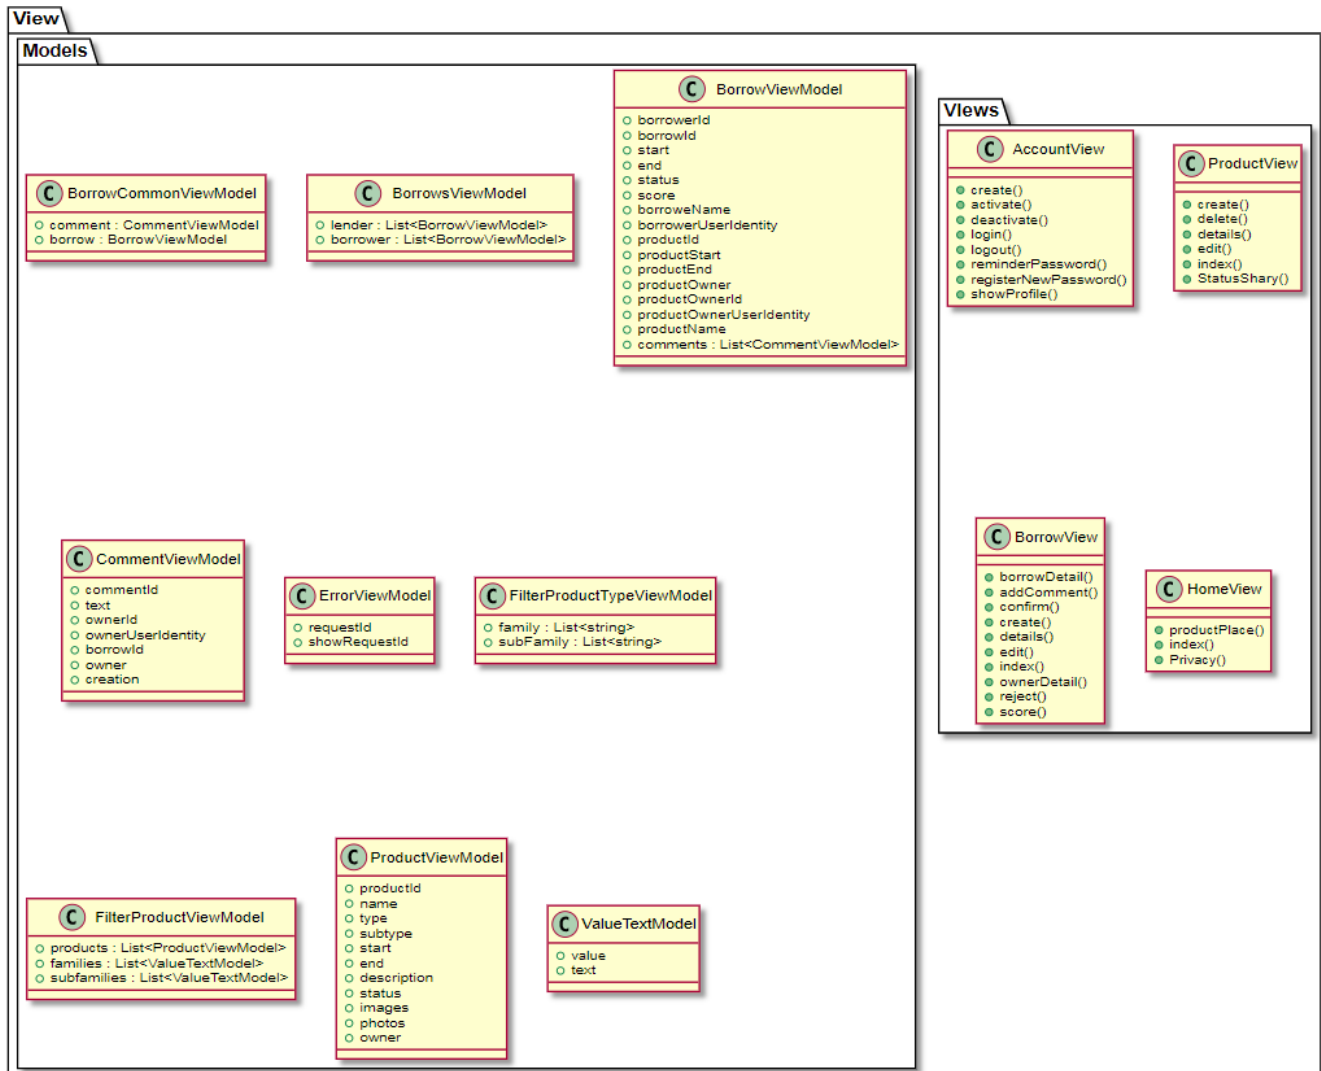 View
Models
C BorrowViewModel
borrowerId
borrowId
start
end
status
score
borroweName
borrowerUserIdentity
productId
productStart
productEnd
productOwner
productOwnerId
productOwnerUserIdentity
productName
comments : List<CommentViewModel>
C BorrowCommonViewModel
comment : CommentViewModel
borrow : BorrowViewModel
C BorrowsViewModel
lender : List<BorrowViewModel>
borrower : List<BorrowViewModel>
C CommentViewModel
commentId
text
ownerId
ownerUserIdentity
borrowId
owner
creation
C ErrorViewModel
requestId
showRequestId
C FilterProductTypeViewModel
family : List<string>
subFamily : List<string>
C FilterProductViewModel
products : List<ProductViewModel>
families : List<ValueTextModel>
subfamilies : List<ValueTextModel>
C ProductViewModel
productId
name
type
subtype
start
end
description
status
images
photos
owner
C ValueTextModel
value
text
VIews
C AccountView
create()
activate()
deactivate()
login()
logout()
reminderPassword()
registerNewPassword()
showProfile()
C ProductView
create()
delete()
details()
edit()
index()
StatusShary()
C BorrowView
borrowDetail()
addComment()
confirm()
create()
details()
edit()
index()
ownerDetail()
reject()
score()
C HomeView
productPlace()
index()
Privacy()